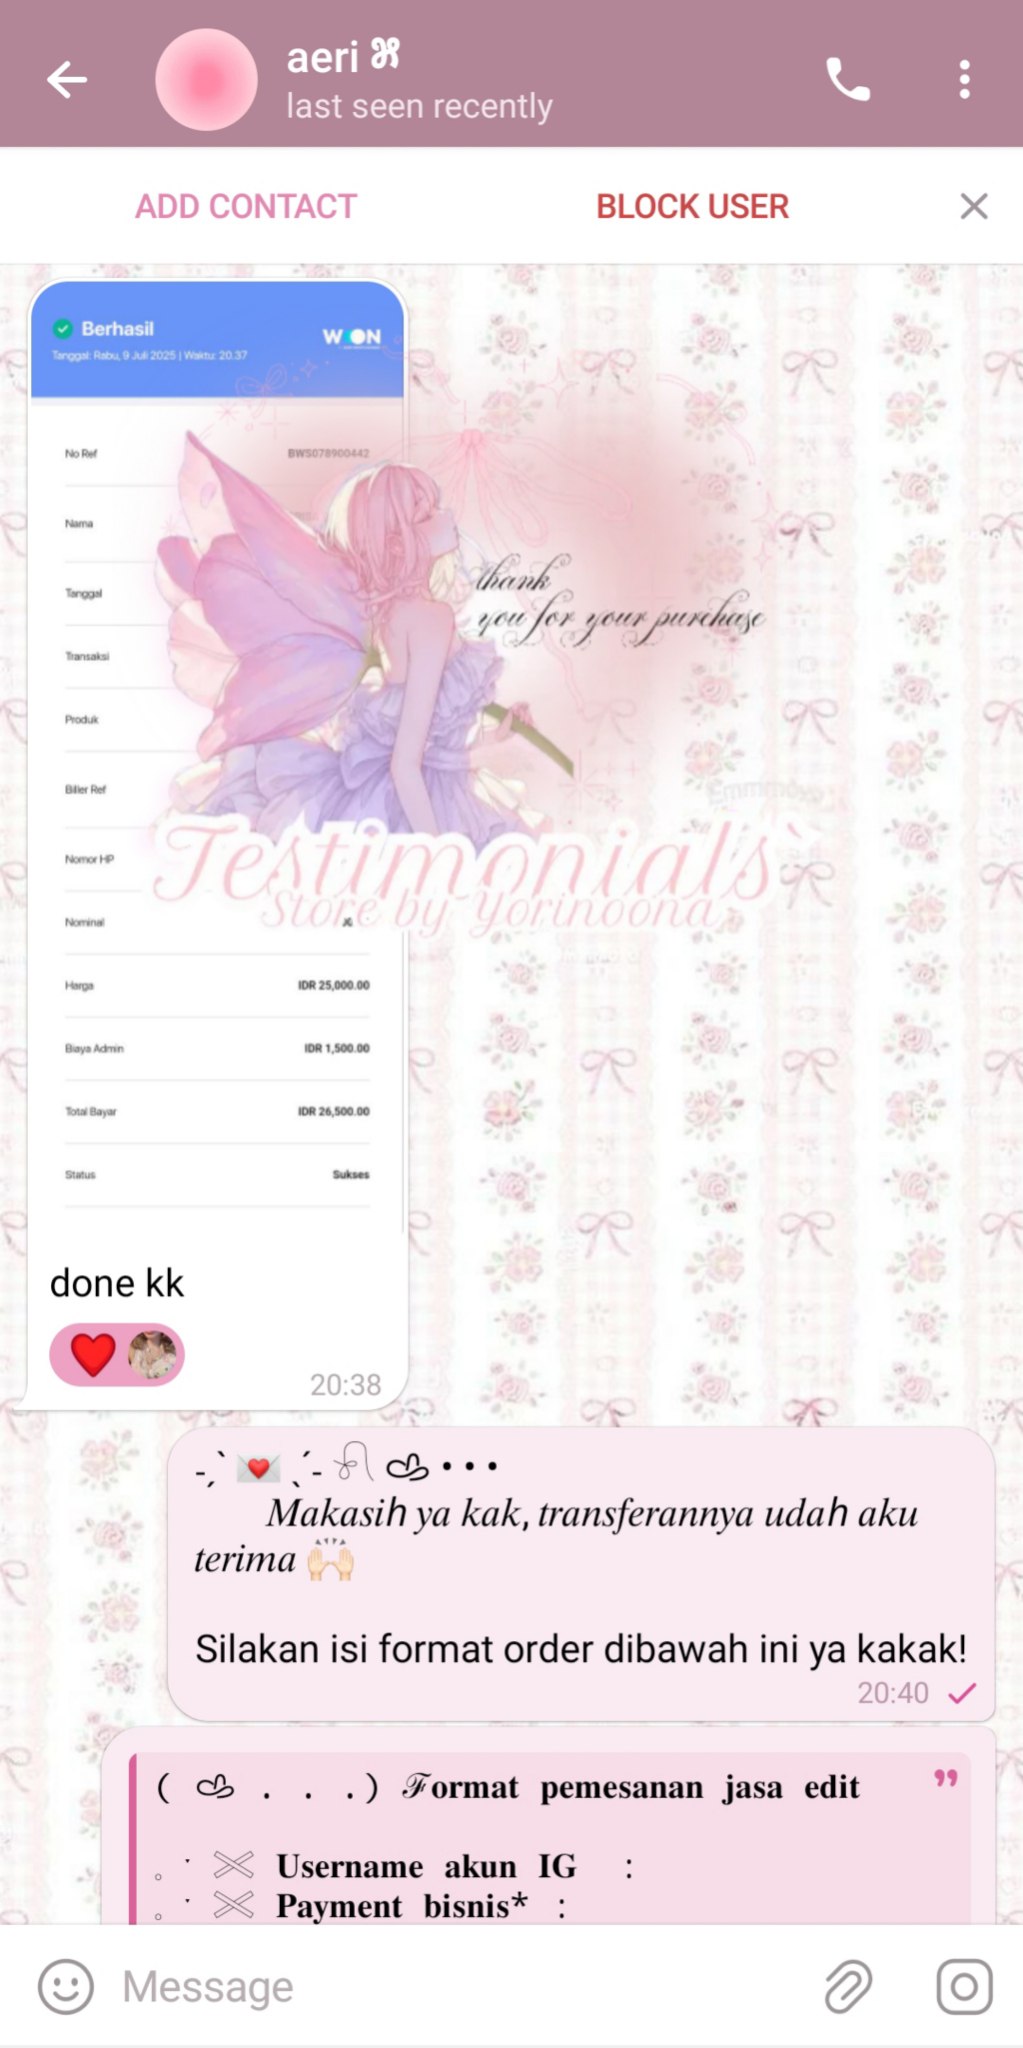 aeri
last seen recently
ADD CONTACT
BLOCK USER
Berhasil
W ON
Tanggal: Rabu, 9 Juli 2025 | Waktu: 20.37
No Ref
BWS078900442
Nama
Tanggal
Transaksi
Produk
Biller Ref
Nomor HP
Nominal
Harga
IDR 25,000.00
Biaya Admin
IDR 1,500.00
Total Bayar
IDR 26,500.00
Status
Sukses
thank
you for your purchase
Testimonials
Store by Yorinoona
done kk
❤️
20:38
-ˏˋ 💌 ˎˊ- • • •
Makasih ya kak, transferannya udah aku
terima 🙌🏻
Silakan isi format order dibawah ini ya kakak!
20:40
( . . .) ℱormat pemesanan jasa edit
Username akun IG :
Payment bisnis* :
Message